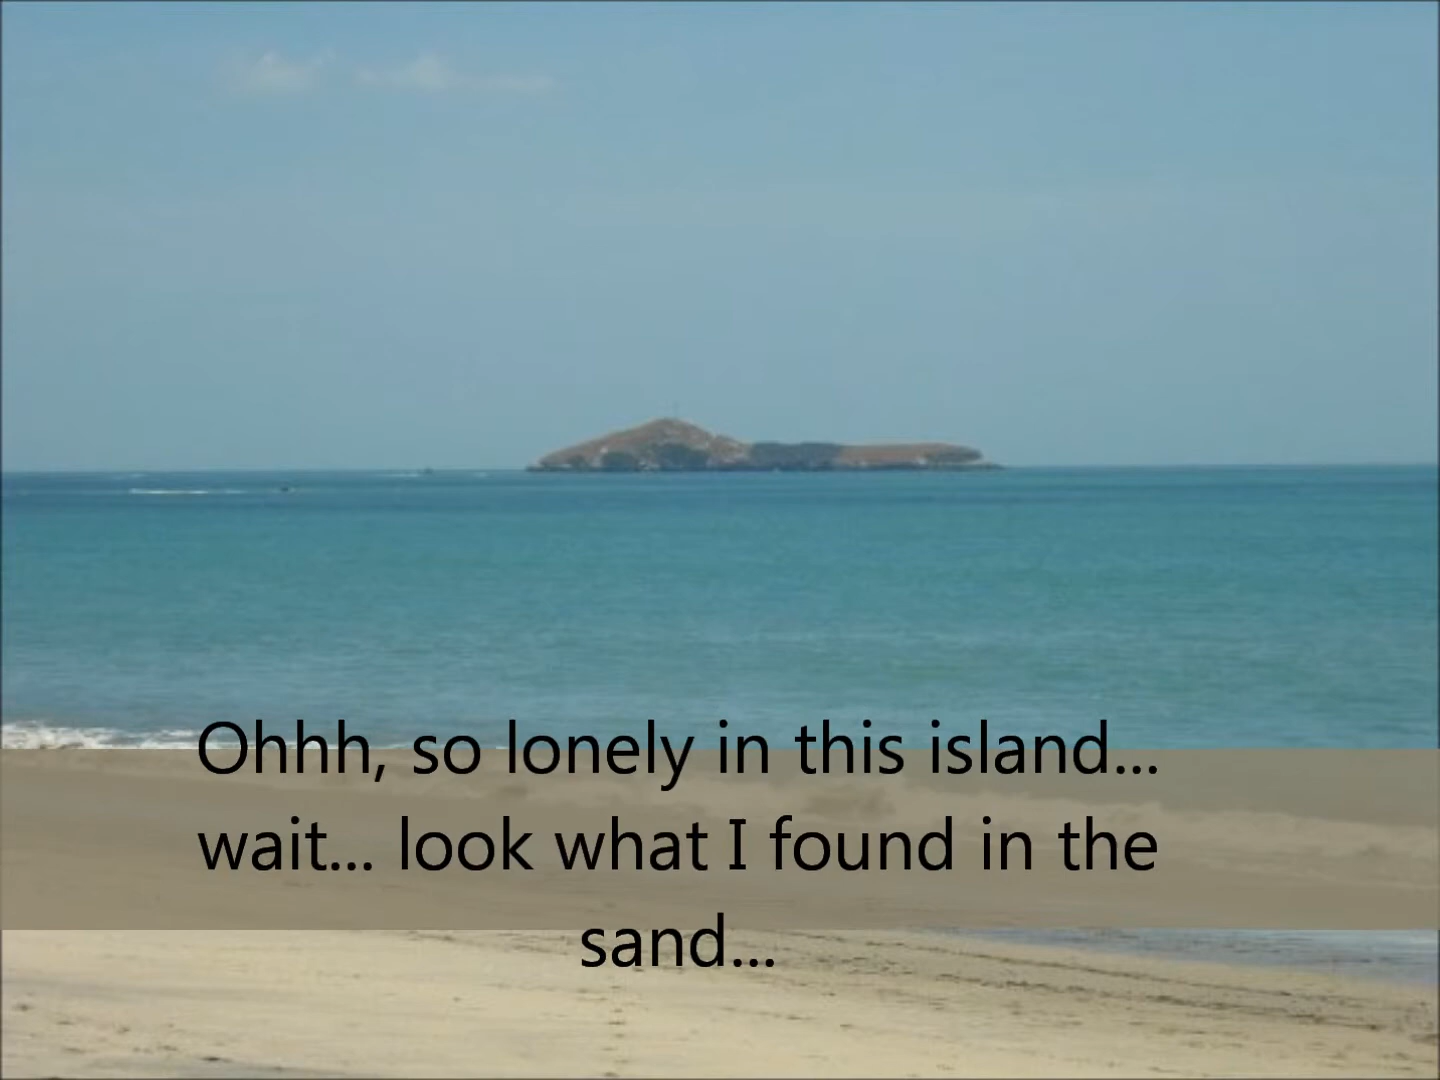 Ohhh, so lonely in this island...
wait... look what I found in the
sand...